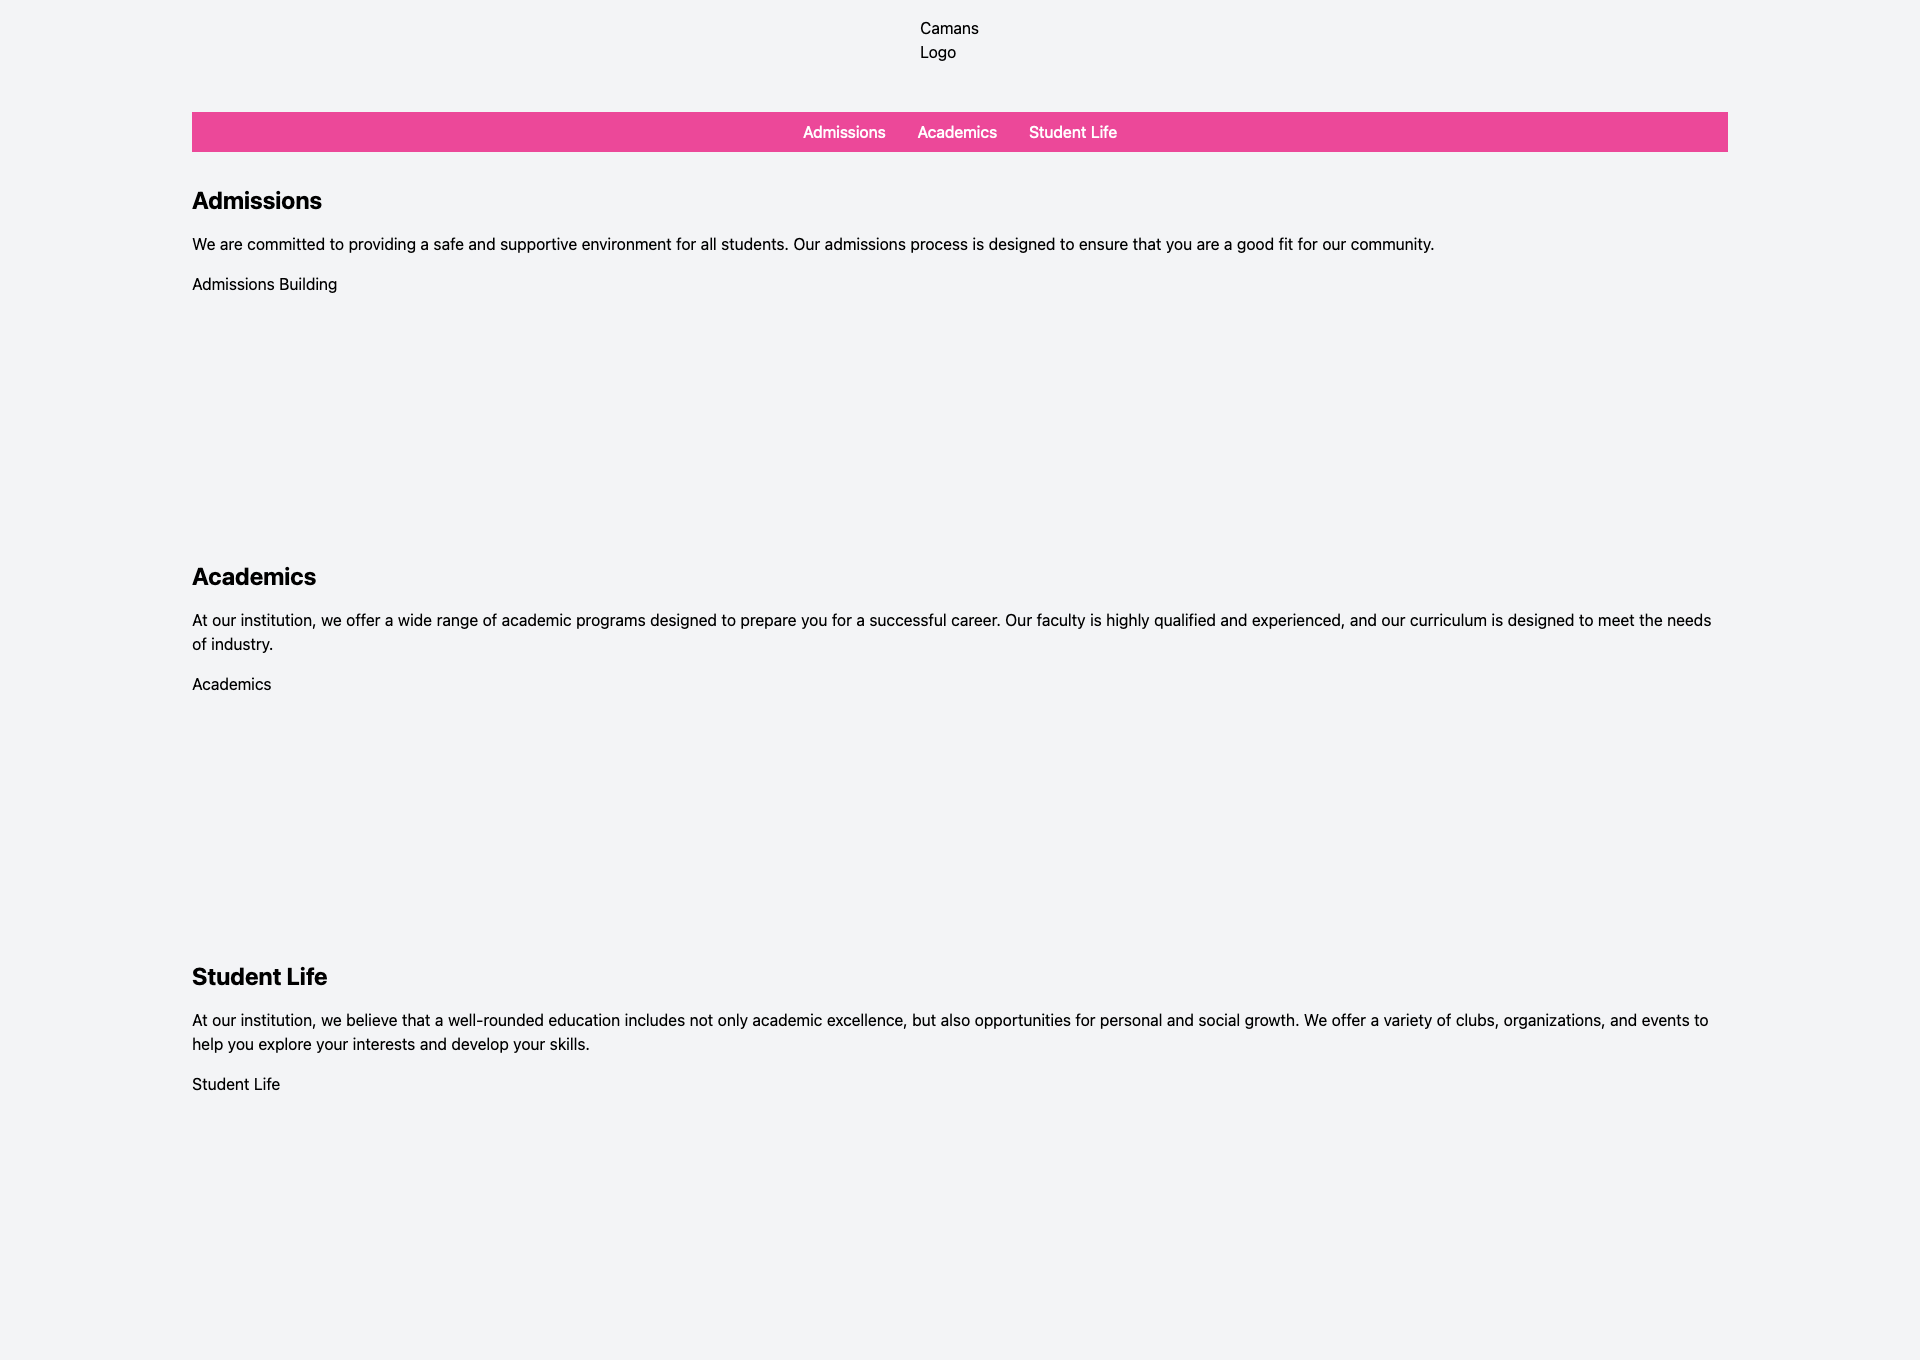 Camans
Logo
Admissions Academics Student Life
Admissions
We are committed to providing a safe and supportive environment for all students. Our admissions process is designed to ensure that you are a good fit for our community.
Admissions Building
Academics
At our institution, we offer a wide range of academic programs designed to prepare you for a successful career. Our faculty is highly qualified and experienced, and our curriculum is designed to meet the needs
of industry.
Academics
Student Life
At our institution, we believe that a well-rounded education includes not only academic excellence, but also opportunities for personal and social growth. We offer a variety of clubs, organizations, and events to
help you explore your interests and develop your skills.
Student Life